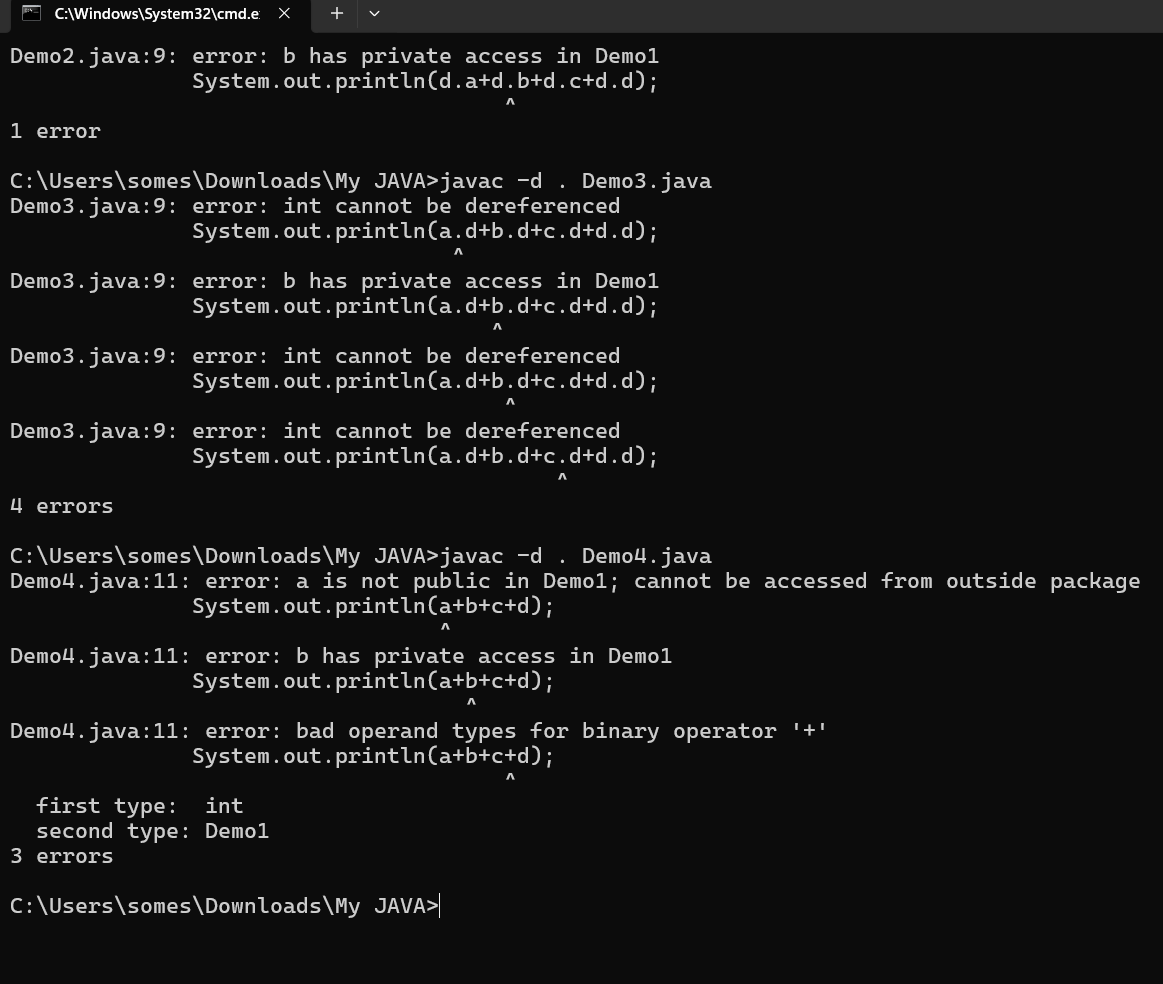 C:\Windows\System32\cmd.e
Demo2.java:9: error: b has private access in Demo1
                System.out.println(d.a+d.b+d.c+d.d);
                                        ^
1 error

C:\Users\somes\Downloads\My JAVA>javac -d . Demo3.java
Demo3.java:9: error: int cannot be dereferenced
                System.out.println(a.d+b.d+c.d+d.d);
                                    ^
Demo3.java:9: error: b has private access in Demo1
                System.out.println(a.d+b.d+c.d+d.d);
                                       ^
Demo3.java:9: error: int cannot be dereferenced
                System.out.println(a.d+b.d+c.d+d.d);
                                        ^
Demo3.java:9: error: int cannot be dereferenced
                System.out.println(a.d+b.d+c.d+d.d);
                                            ^
4 errors

C:\Users\somes\Downloads\My JAVA>javac -d . Demo4.java
Demo4.java:11: error: a is not public in Demo1; cannot be accessed from outside package
                System.out.println(a+b+c+d);
                                   ^
Demo4.java:11: error: b has private access in Demo1
                System.out.println(a+b+c+d);
                                     ^
Demo4.java:11: error: bad operand types for binary operator '+'
                System.out.println(a+b+c+d);
                                        ^
  first type:  int
  second type: Demo1
3 errors

C:\Users\somes\Downloads\My JAVA>